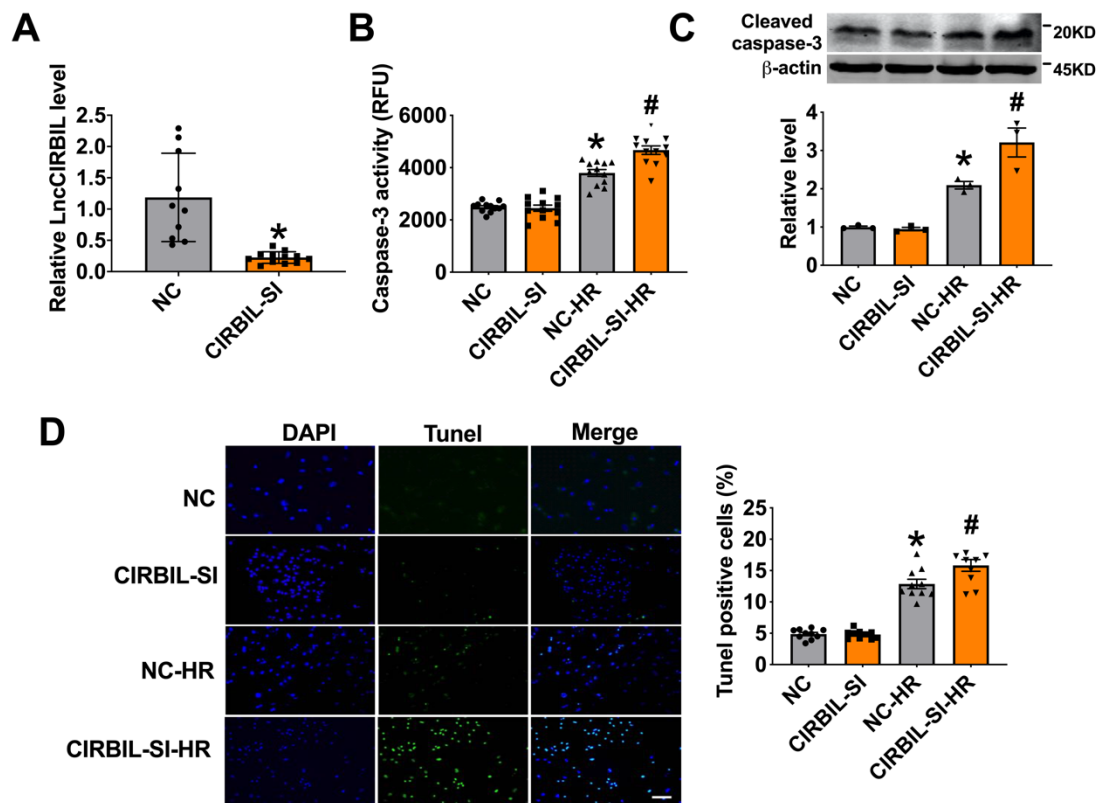 A
Relative LncCIRBIL level
2.5
2.0
1.5
1.0
0.5
0.0
*
NC
CIRBIL-SI
B
Caspase-3 activity (RFU)
6000
4000
2000
0
*
#
NC
CIRBIL-SI
NC-HR
CIRBIL-SI-HR
C
Cleaved
caspase-3
20KD
β-actin
45KD
Relative level
4
3
2
1
0
*
#
NC
CIRBIL-SI
NC-HR
CIRBIL-SI-HR
D
DAPI
Tunel
Merge
NC
CIRBIL-SI
NC-HR
CIRBIL-SI-HR
Tunel positive cells (%)
25
20
15
10
5
0
*
#
NC
CIRBIL-SI
NC-HR
CIRBIL-SI-HR